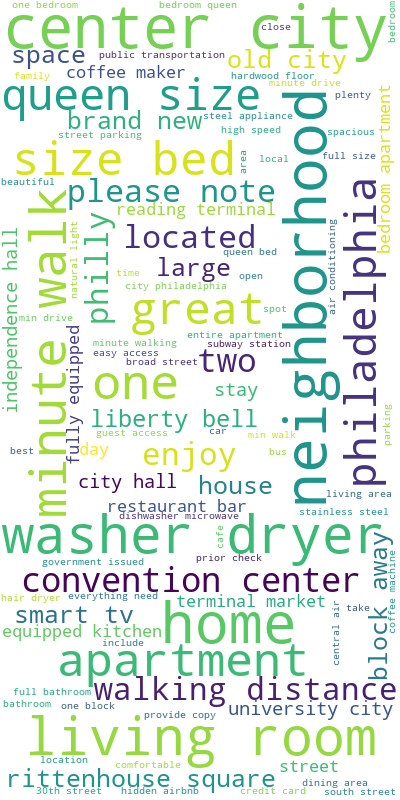 one bedroom
bedroom queen
center city
close
bedroom
space
public transportation
old city
coffee maker
hardwood floor
family
minute drive
queen size
plenty
brand new
steel appliance
street parking
high speed
spacious
size bed
area
local
full size
beautiful
please note
queen bed
reading terminal
bedroom apartment
neighborhood
philadelphia
minute walk
philly
natural light
independence hall
located
large
open
air conditioning
time
city philadelphia
min drive
great
spot
entire apartment
minute walking
subway station
easy access
broad street
two
fully equipped
one
stay
liberty bell
guest access
car
min walk
parking
best
day
enjoy
bus
city hall
house
living area
restaurant bar
stainless steel
dishwasher microwave
washer dryer
cafe
prior check
government issued
block away
coffee machine
convention center
hair dryer
everything need
terminal market
smart tv
home
central air
take
equipped kitchen
include
apartment
full bathroom
walking distance
bathroom
one block
university city
provide copy
living room
location
street
comfortable
rittenhouse square
dining area
30th street
hidden airbnb
credit card
south street